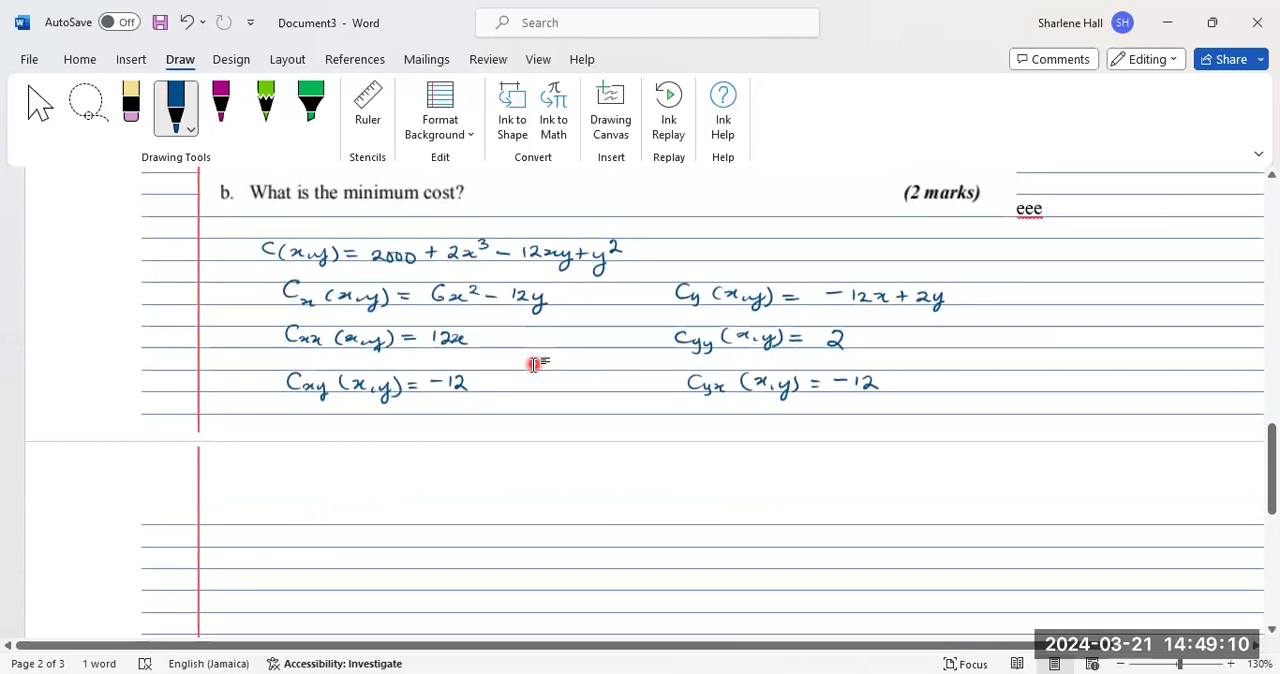 AutoSave Off Document3 - Word Search Sharlene Hall SH
File Home Insert Draw Design Layout References Mailings Review View Help Comments Editing Share
Ruler Format Background Ink to Shape Ink to Math Drawing Canvas Ink Replay Ink Help
Drawing Tools Stencils Edit Convert Insert Replay Help
b. What is the minimum cost? (2 marks)
eee
C(x,y) = 2000 + 2x³ - 12xy + y²
Cₓ (x,y) = 6x² - 12y Cy (x,y) = -12x + 2y
Cxx (x,y) = 12x Cyy (x,y) = 2
Cxy (x,y) = -12 Cyx (x,y) = -12
2024-03-21 14:49:10
Page 2 of 3 1 word English (Jamaica) Accessibility: Investigate Focus 130%